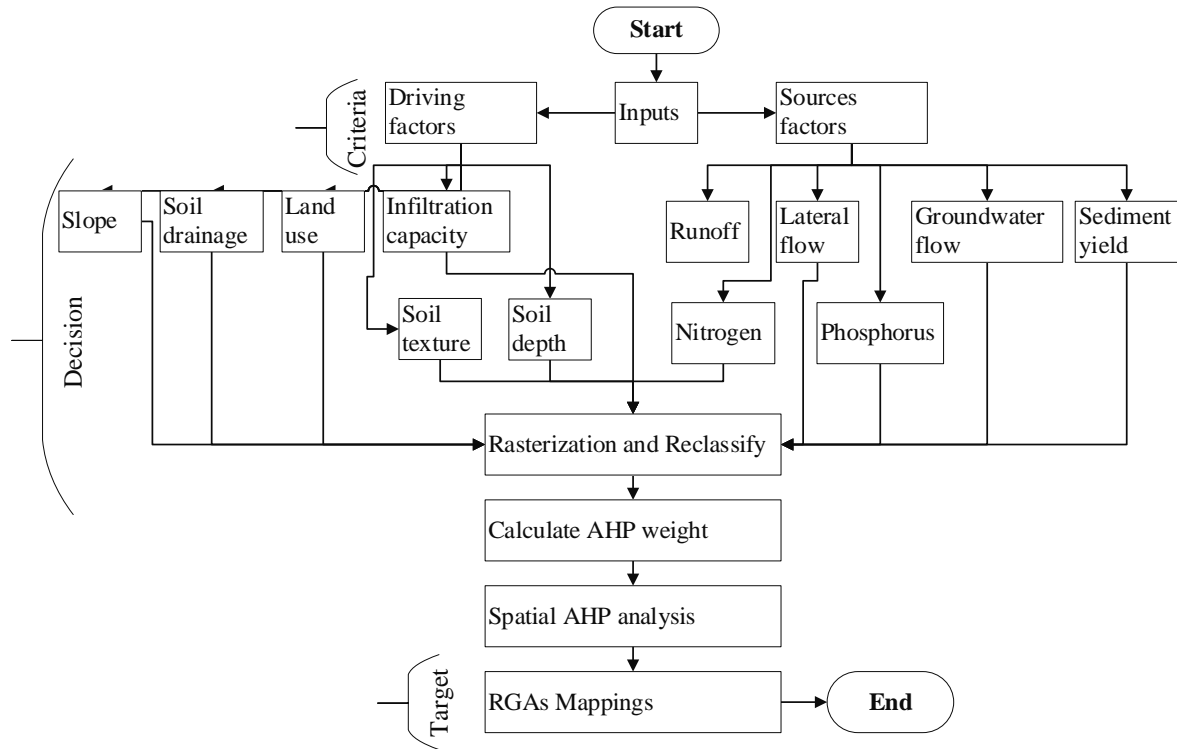 Start
Criteria
Driving
factors
Inputs
Sources
factors
Decision
Slope
Soil
drainage
Land
use
Infiltration
capacity
Runoff
Lateral
flow
Groundwater
flow
Sediment
yield
Soil
texture
Soil
depth
Nitrogen
Phosphorus
Rasterization and Reclassify
Calculate AHP weight
Spatial AHP analysis
Target
RGAs Mappings
End